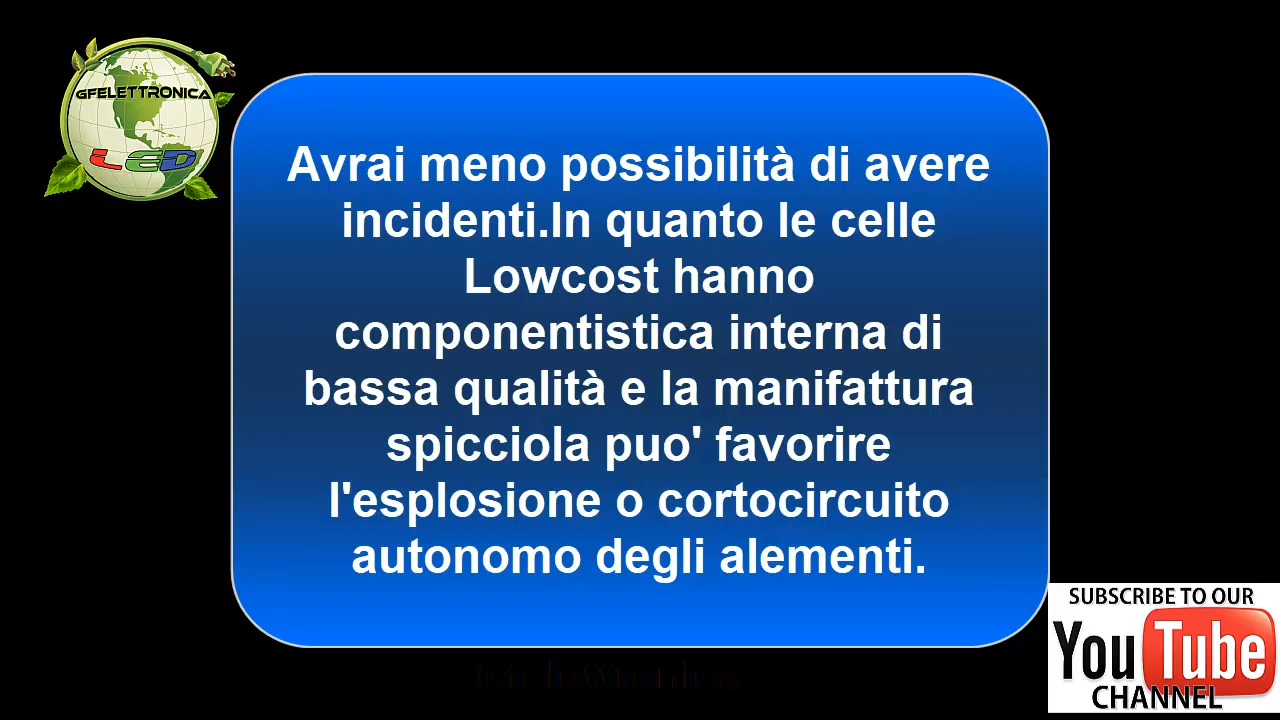 GFELETTRONICA
LED
Avrai meno possibilità di avere
incidenti.In quanto le celle
Lowcost hanno
componentistica interna di
bassa qualità e la manifattura
spicciola puo' favorire
l'esplosione o cortocircuito
autonomo degli alementi.
SUBSCRIBE TO OUR
YouTube
CHANNEL